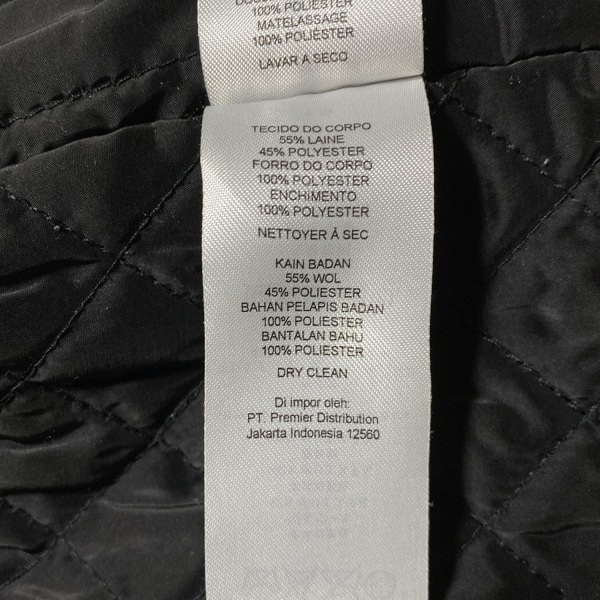 100% POLIESTER
MATELASSAGE
100% POLIÉSTER
LAVAR A SECO
TECIDO DO CORPO
55% LAINE
45% POLYESTER
FORRO DO CORPO
100% POLYESTER
ENCHIMENTO
100% POLYESTER
NETTOYER À SEC
KAIN BADAN
55% WOL
45% POLIESTER
BAHAN PELAPIS BADAN
100% POLIESTER
BANTALAN BAHU
100% POLIESTER
DRY CLEAN
Di impor oleh:
PT. Premier Distribution
Jakarta Indonesia 12560